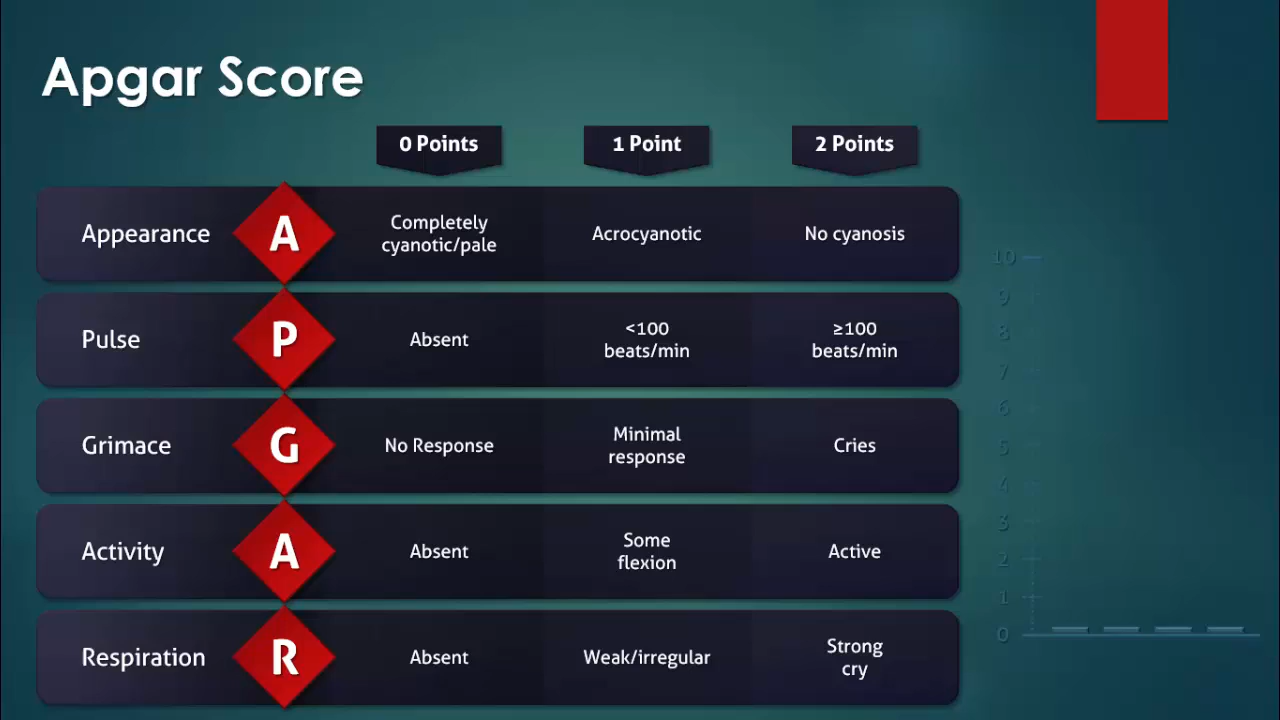 Apgar Score
0 Points
1 Point
2 Points
Appearance
A
Completely
cyanotic/pale
Acrocyanotic
No cyanosis
Pulse
P
Absent
<100
beats/min
≥100
beats/min
Grimace
G
No Response
Minimal
response
Cries
Activity
A
Absent
Some
flexion
Active
Respiration
R
Absent
Weak/irregular
Strong
cry
10
9
8
7
6
5
4
3
2
1
0